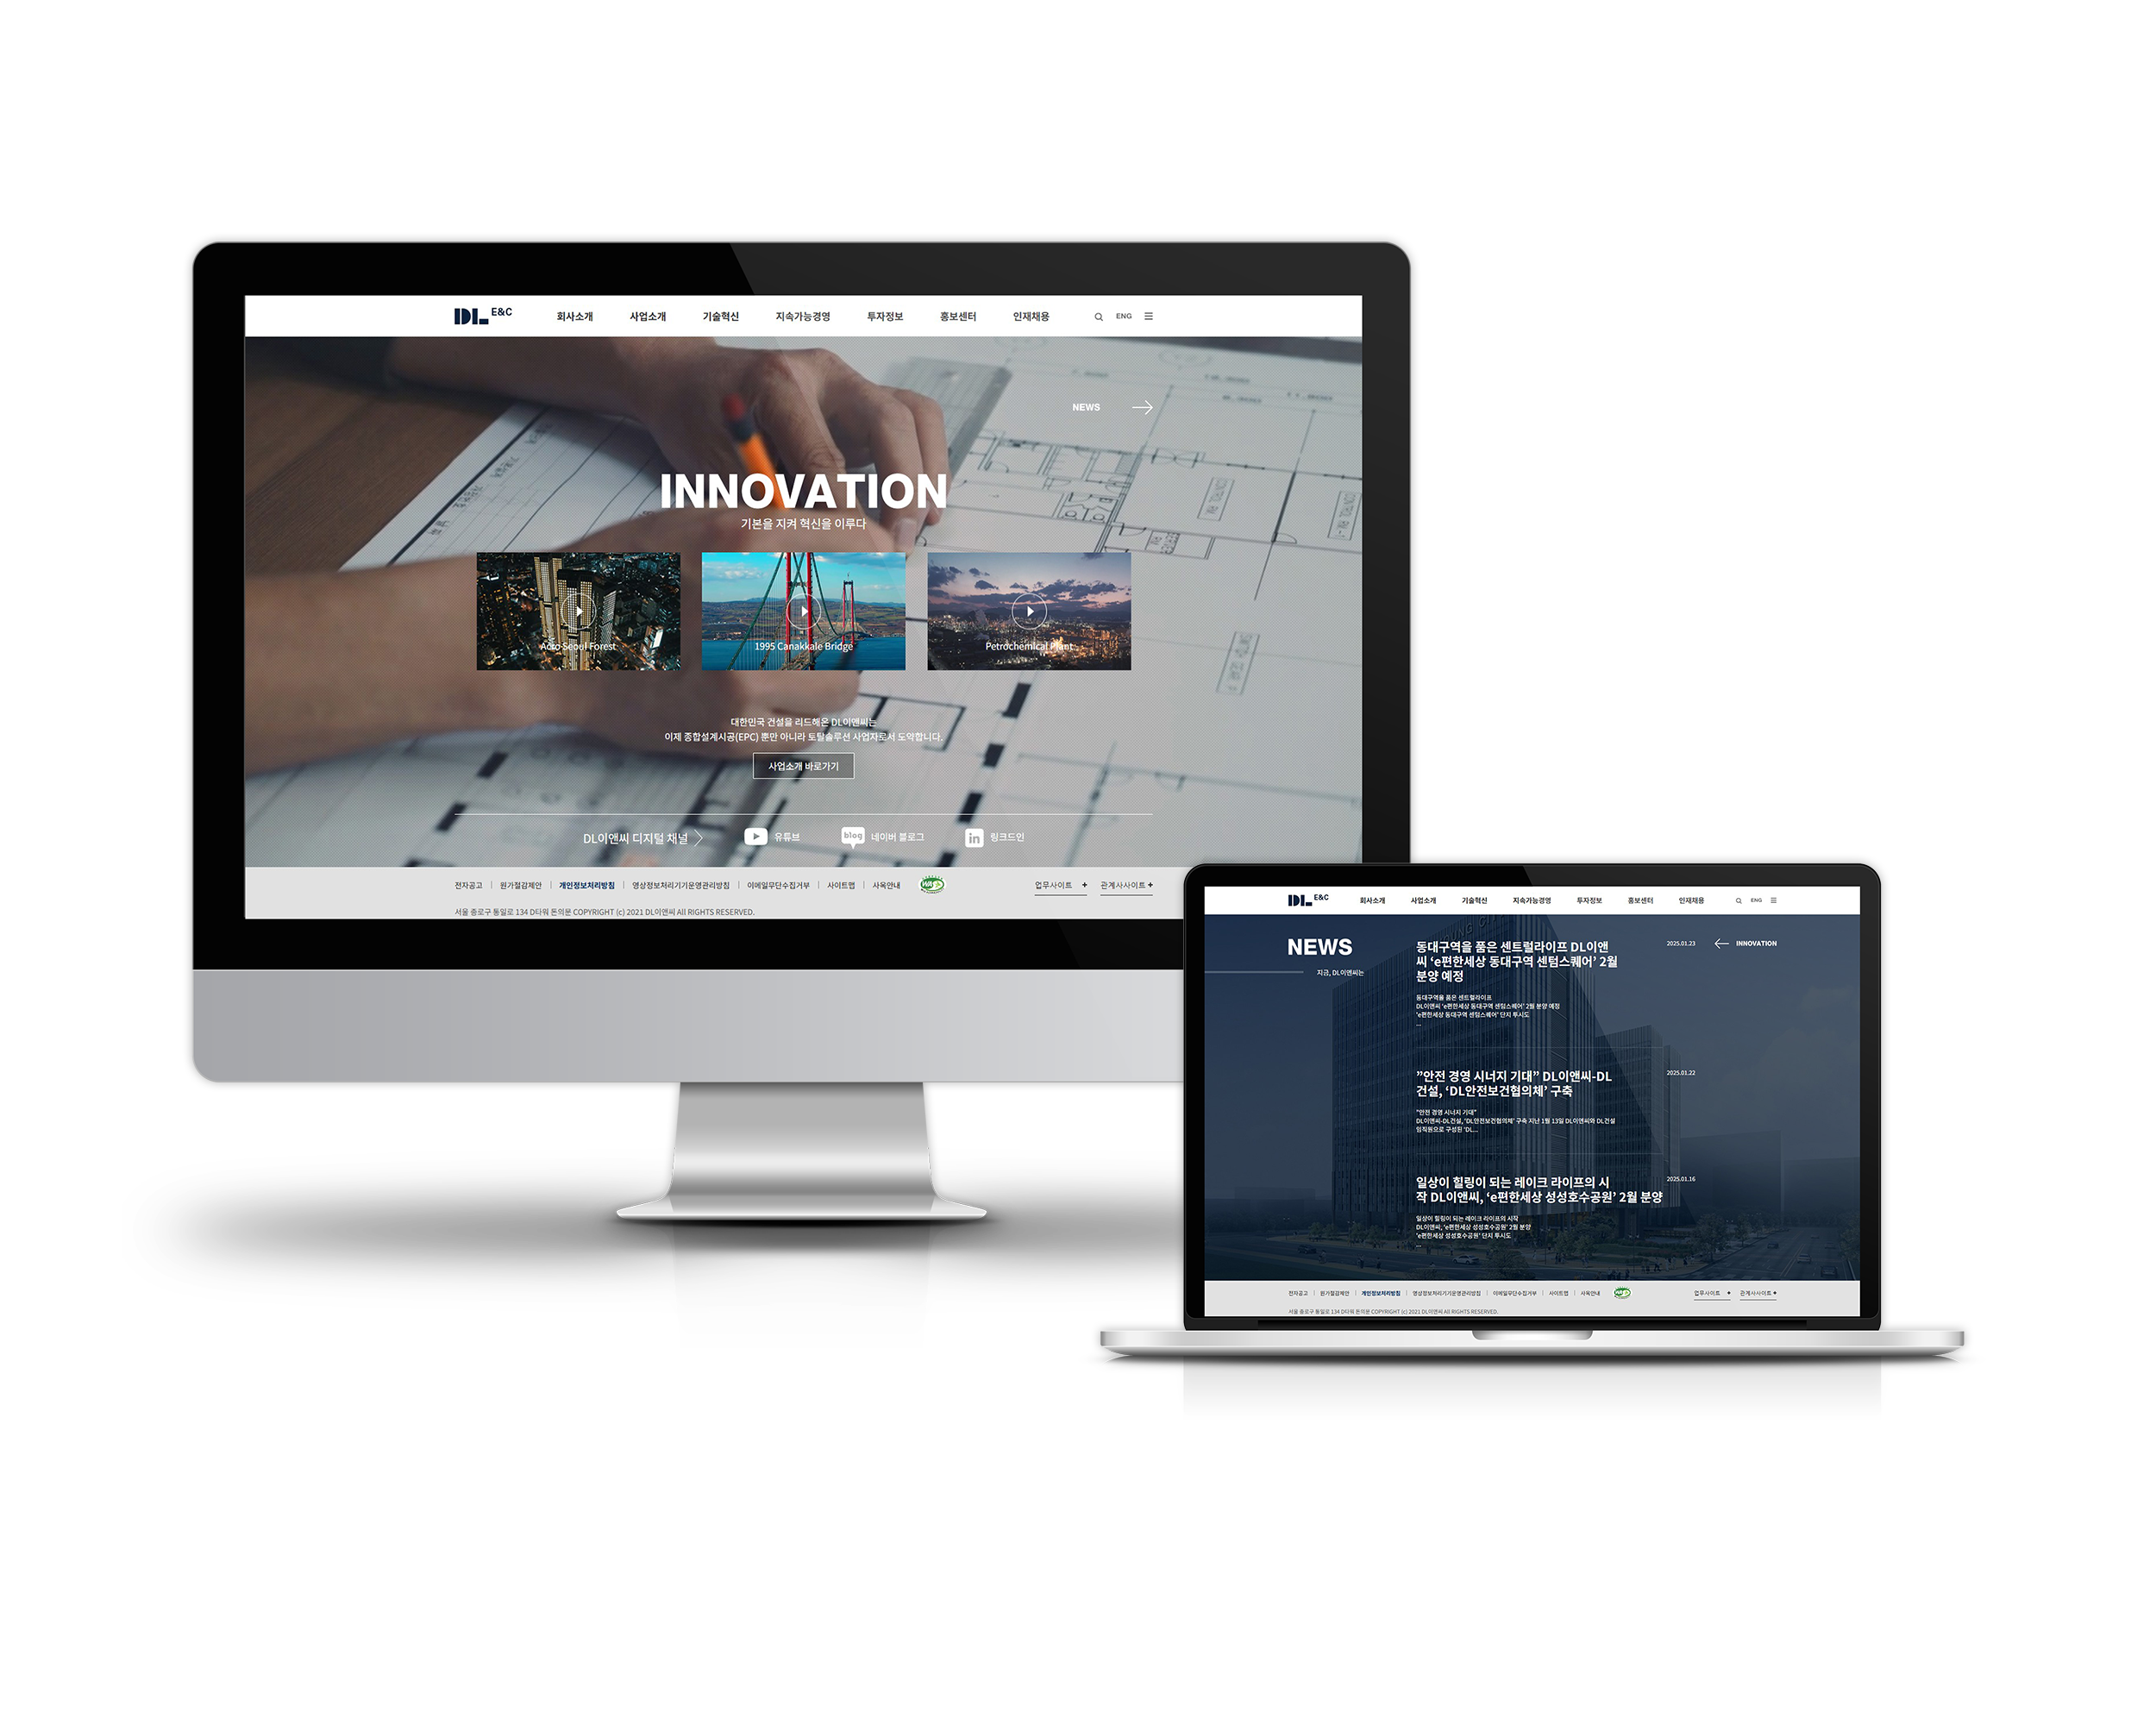 DL E&C 회사소개 사업소개 기술혁신 지속가능경영 투자정보 홍보센터 인재채용 ENG
NEWS
INNOVATION
기본을 지켜 혁신을 이루다
Acro Seoul Forest 1995 Canakkale Bridge Petrochemical Plant
대한민국 건설을 리드해온 DL이앤씨는
이제 종합설계시공(EPC) 뿐만 아니라 토탈솔루션 사업자로서 도약합니다.
사업소개 바로가기
DL이앤씨 디지털 채널 유튜브 blog 네이버 블로그 in 링크드인
전자공고 원가절감제안 개인정보처리방침 영상정보처리기기운영관리방침 이메일무단수집거부 사이트맵 사옥안내 업무사이트 + 관계사사이트 +
서울 종로구 통일로 134 D타워 돈의문 COPYRIGHT (c) 2021 DL이앤씨 All RIGHTS RESERVED.
DL E&C 회사소개 사업소개 기술혁신 지속가능경영 투자정보 홍보센터 인재채용 ENG
NEWS
지금, DL이앤씨는
INNOVATION
동대구역을 품은 센트럴라이프 DL이앤
씨 ‘e편한세상 동대구역 센텀스퀘어’ 2월
분양 예정
2025.01.23
동대구역을 품은 센트럴라이프
DL이앤씨 ‘e편한세상 동대구역 센텀스퀘어’ 2월 분양 예정
‘e편한세상 동대구역 센텀스퀘어’ 단지 투시도
...
”안전 경영 시너지 기대” DL이앤씨-DL
건설, ‘DL안전보건협의체’ 구축
2025.01.22
”안전 경영 시너지 기대”
DL이앤씨-DL건설, ‘DL안전보건협의체’ 구축 지난 1월 13일 DL이앤씨와 DL건설
임직원으로 구성된 ‘DL...
일상이 힐링이 되는 레이크 라이프의 시
작 DL이앤씨, ‘e편한세상 성성호수공원’ 2월 분양
2025.01.16
일상이 힐링이 되는 레이크 라이프의 시작
DL이앤씨, ‘e편한세상 성성호수공원’ 2월 분양
‘e편한세상 성성호수공원’ 단지 투시도
...
전자공고 원가절감제안 개인정보처리방침 영상정보처리기기운영관리방침 이메일무단수집거부 사이트맵 사옥안내 업무사이트 + 관계사사이트 +
서울 종로구 통일로 134 D타워 돈의문 COPYRIGHT (c) 2021 DL이앤씨 All RIGHTS RESERVED.